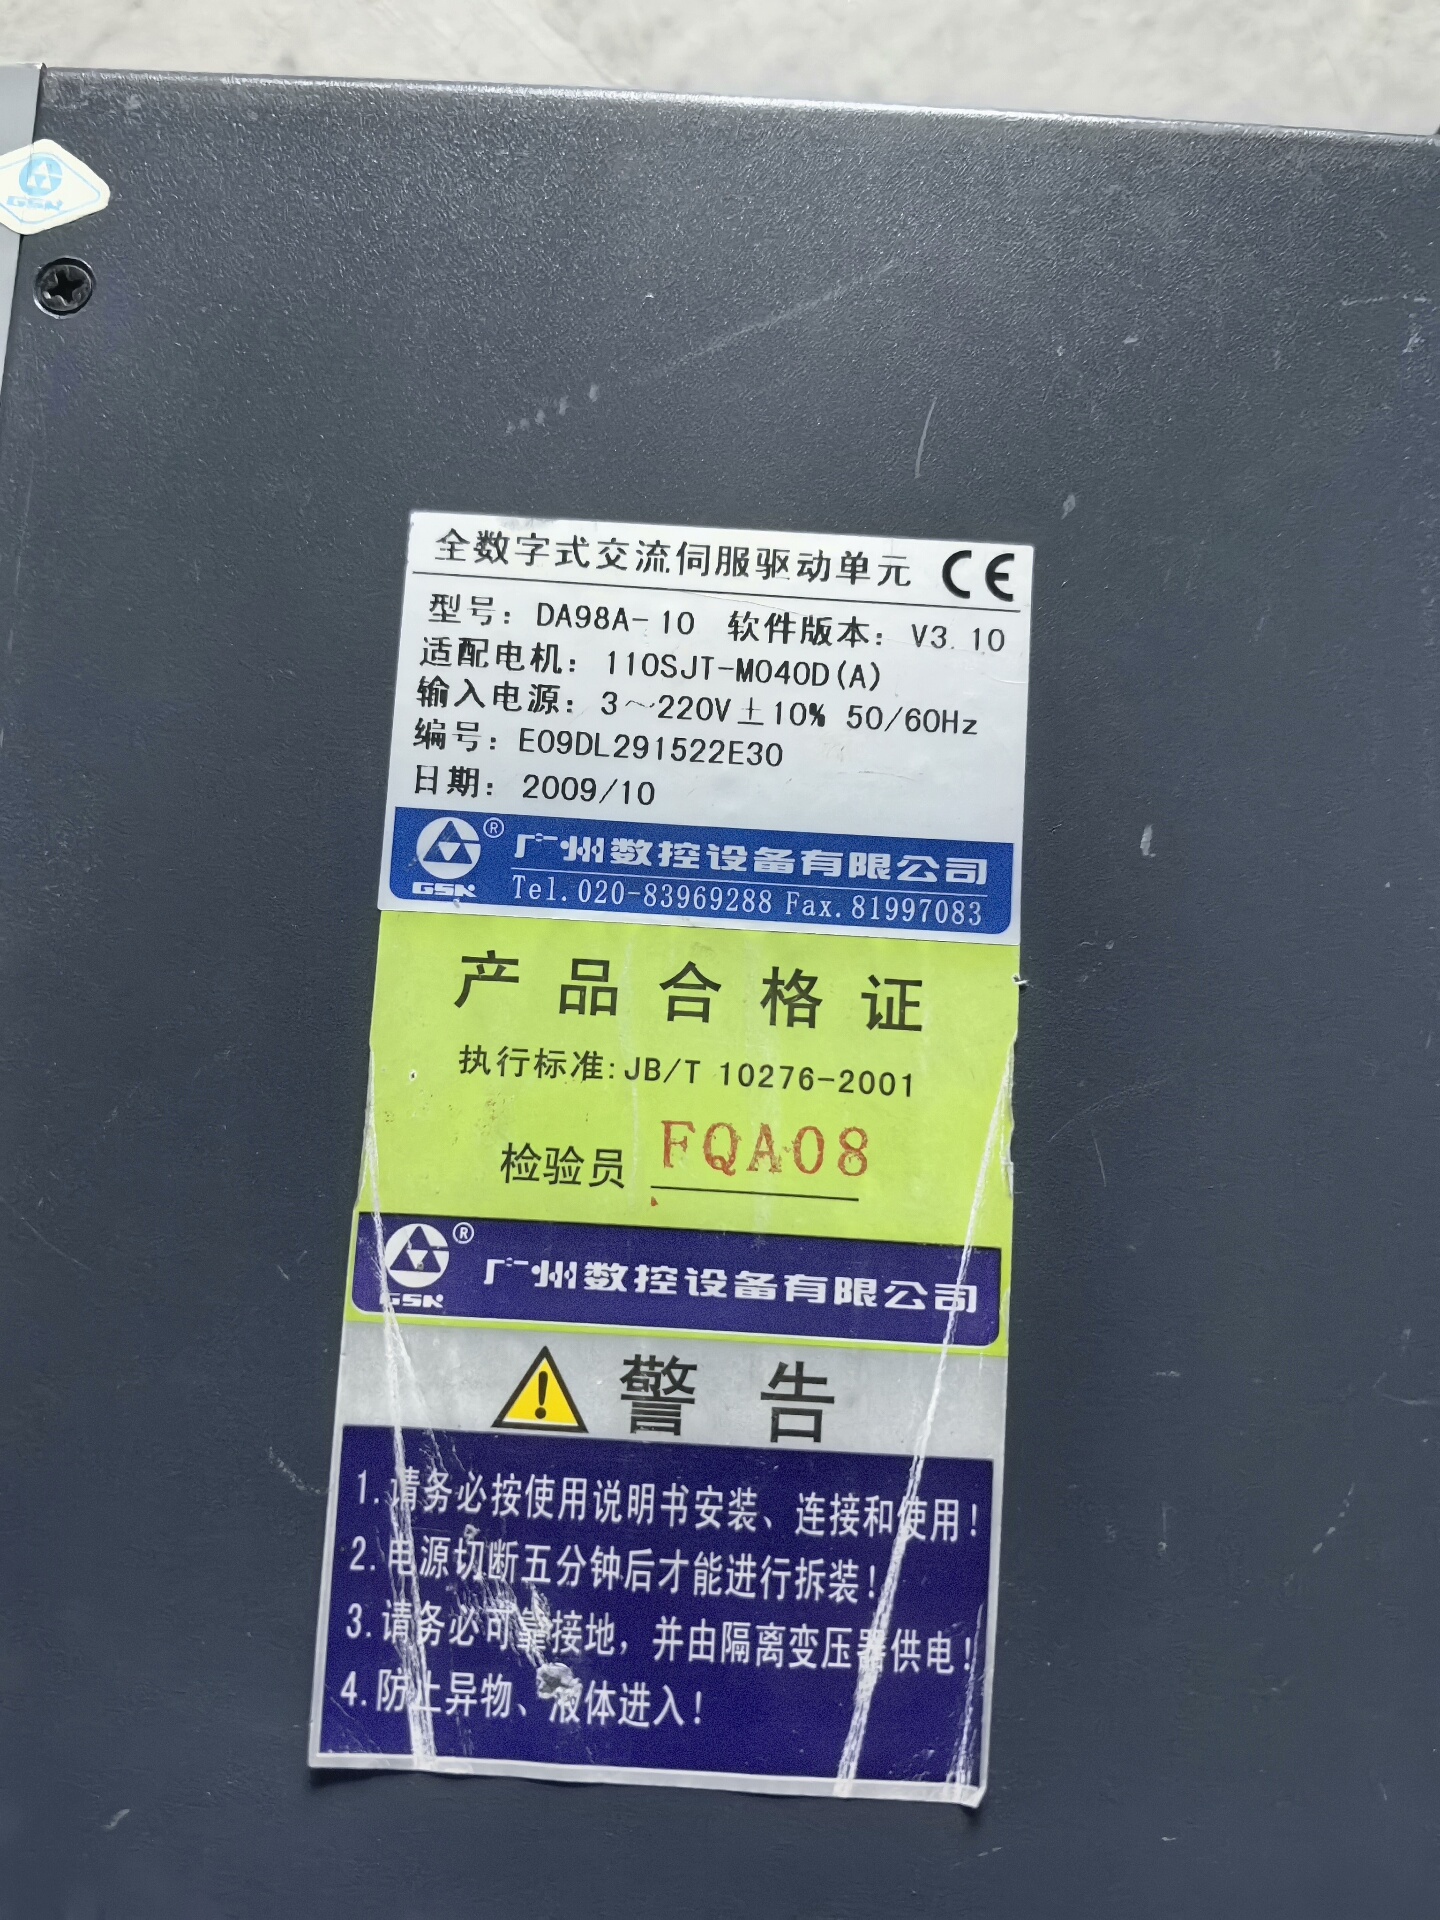 GSK
全数字式交流伺服驱动单元 CE
型号: DA98A-10 软件版本: V3.10
适配电机: 110SJT-M040D(A)
输入电源: 3~220V±10% 50/60Hz
编号: E09DL291522E30
日期: 2009/10
GSK ® 广州数控设备有限公司
Tel.020-83969288 Fax.81997083
产品合格证
执行标准:JB/T 10276-2001
检验员 FQA08
GSK ® 广州数控设备有限公司
警告
1.请务必按使用说明书安装、连接和使用!
2.电源切断五分钟后才能进行拆装!
3.请务必可靠接地，并由隔离变压器供电!
4.防止异物、液体进入!